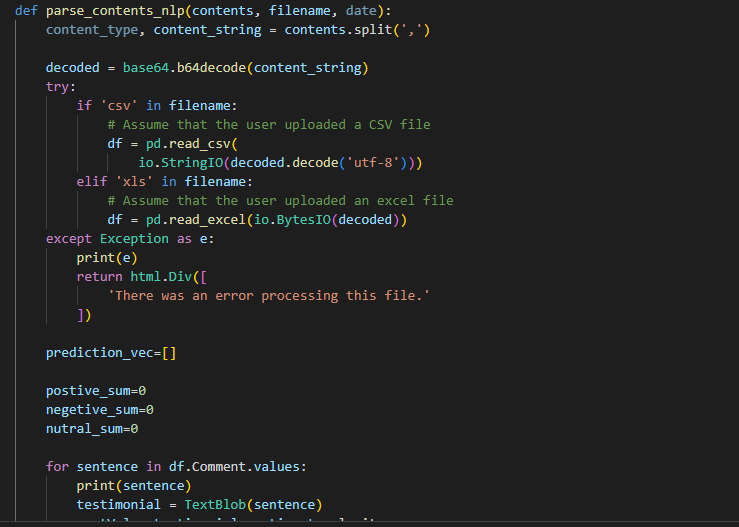 def parse_contents_nlp(contents, filename, date):
    content_type, content_string = contents.split(',')

    decoded = base64.b64decode(content_string)
    try:
        if 'csv' in filename:
            # Assume that the user uploaded a CSV file
            df = pd.read_csv(
                io.StringIO(decoded.decode('utf-8')))
        elif 'xls' in filename:
            # Assume that the user uploaded an excel file
            df = pd.read_excel(io.BytesIO(decoded))
    except Exception as e:
        print(e)
        return html.Div([
            'There was an error processing this file.'
        ])

    prediction_vec=[]

    postive_sum=0
    negetive_sum=0
    nutral_sum=0

    for sentence in df.Comment.values:
        print(sentence)
        testimonial = TextBlob(sentence)